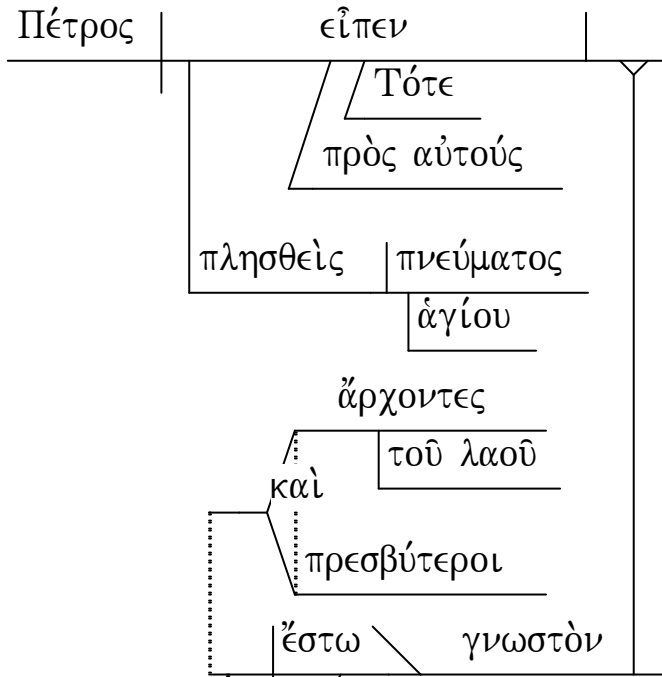 Πέτρος εἶπεν
Τότε
πρὸς αὐτούς
πλησθεὶς πνεύματος
ἁγίου
ἄρχοντες
τοῦ λαοῦ
καὶ
πρεσβύτεροι
ἔστω γνωστὸν